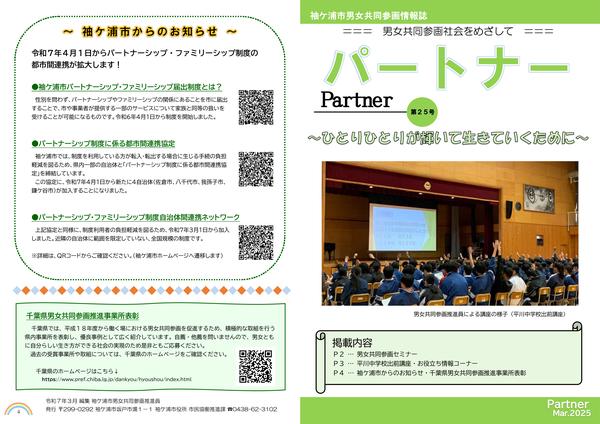 ～ 袖ケ浦市からのお知らせ ～
令和７年４月１日からパートナーシップ・ファミリーシップ制度の
都市間連携が拡大します！
●袖ケ浦市パートナーシップ・ファミリーシップ届出制度とは？
性別を問わず、パートナーシップやファミリーシップの関係にあることを市に届出
することで、市や事業者が提供する一部のサービスについて家族と同等の扱いを
受けることが可能になるものです。令和6年4月1日から制度を開始しました。
●パートナーシップ制度に係る都市間連携協定
袖ケ浦市では、制度を利用している方が転入・転出する場合に生じる手続の負担
軽減を図るため、県内一部の自治体と「パートナーシップ制度に係る都市間連携協
定」を締結しています。
この協定に、令和7年4月1日から新たに4自治体（佐倉市、八千代市、我孫子市、
鎌ケ谷市）が加入することになりました。
●パートナーシップ・ファミリーシップ制度自治体間連携ネットワーク
上記協定と同様に、制度利用者の負担軽減を図るため、令和7年3月1日から加入
しました。近隣の自治体に範囲を限定していない、全国規模の制度です。
※詳細は、QRコードからご確認ください。（袖ケ浦市ホームページへ遷移します）
千葉県男女共同参画推進事業所表彰
千葉県では、平成１８年度から働く場における男女共同参画を促進するため、積極的な取組を行う
県内事業所を表彰し、優良事例として広く紹介しています。自薦・他薦を問いませんので、男女とも
に自分らしい生き方ができる社会の実現のため是非ともご応募ください。
過去の受賞事業所や取組については、千葉県のホームページをご確認ください。
千葉県のホームページはこちら↓
https://www.pref.chiba.lg.jp/dankyou/hyoushou/index.html
令和７年３月 編集 袖ケ浦市男女共同参画推進員
発行 〒299-0292 袖ケ浦市坂戸市場１－１ 袖ケ浦市役所 市民協働推進課 ☎0438-62-3102
4
袖ケ浦市男女共同参画情報誌
＝＝＝ 男女共同参画社会をめざして ＝＝＝
パートナー
Partner
第２５号
～ひとりひとりが輝いて生きていくために～
男女共同参画推進員による講座の様子（平川中学校出前講座）
掲載内容
Ｐ２ … 男女共同参画セミナー
Ｐ３ … 平川中学校出前講座・お役立ち情報コーナー
Ｐ４ … 袖ケ浦市からのお知らせ・千葉県男女共同参画推進事業所表彰
Partner
Mar.2025